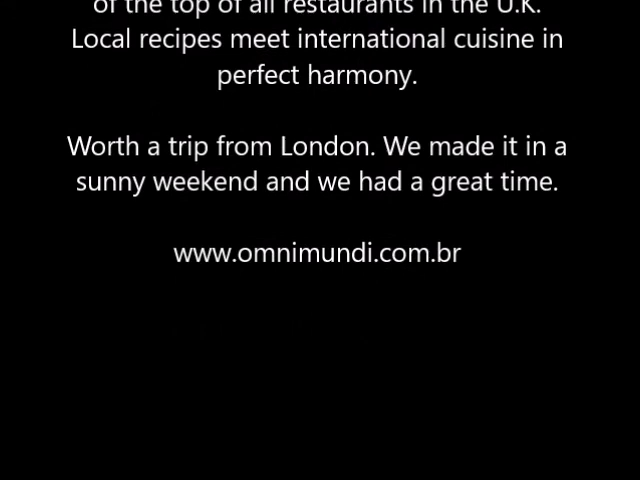 of the top of all restaurants in the U.K.
Local recipes meet international cuisine in
perfect harmony.
Worth a trip from London. We made it in a
sunny weekend and we had a great time.
www.omnimundi.com.br